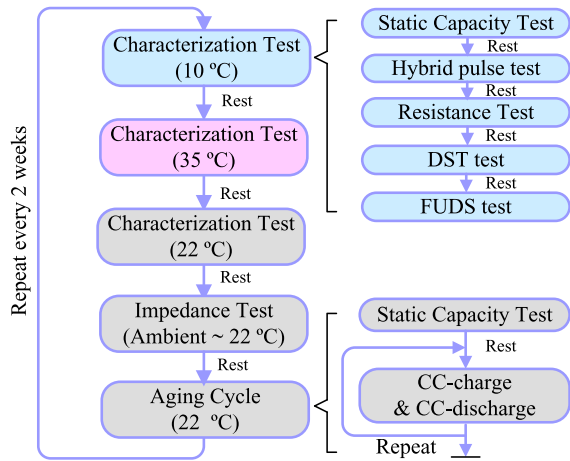 Repeat every 2 weeks
Characterization Test
(10 ºC)
Rest
Characterization Test
(35 ºC)
Rest
Characterization Test
(22 ºC)
Rest
Impedance Test
(Ambient ~ 22 ºC)
Rest
Aging Cycle
(22 ºC)
Static Capacity Test
Rest
Hybrid pulse test
Rest
Resistance Test
Rest
DST test
Rest
FUDS test
Static Capacity Test
Rest
CC-charge
& CC-discharge
Repeat